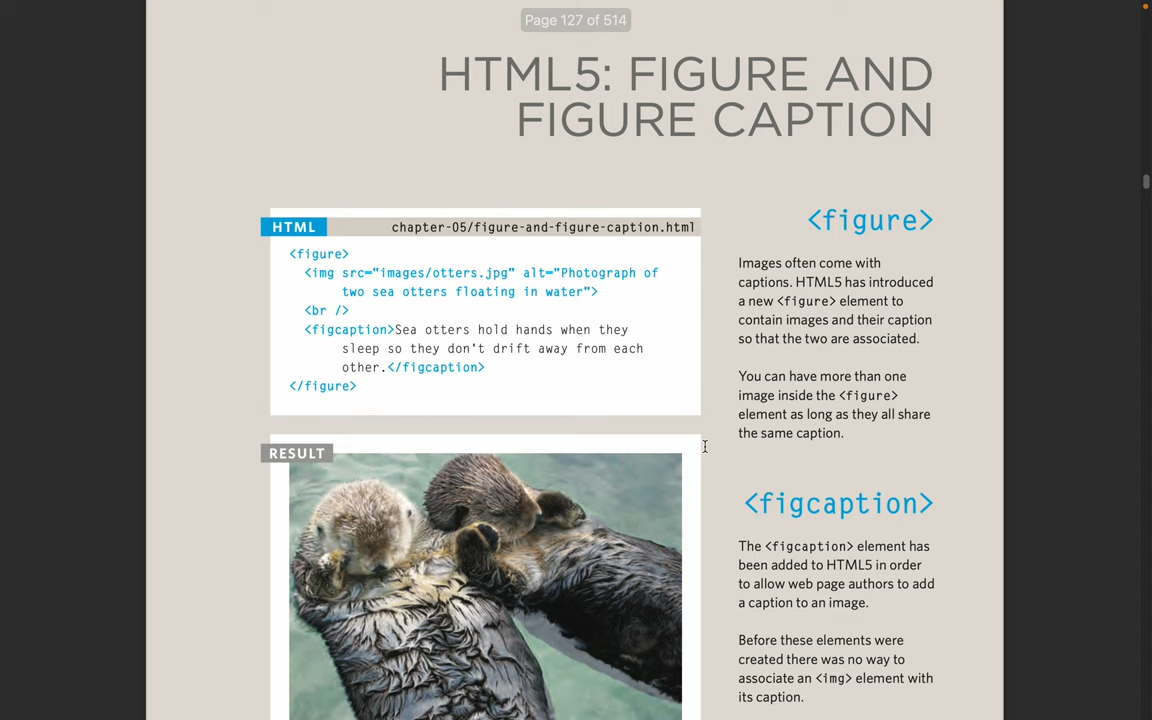 Page 127 of 514
HTML5: FIGURE AND
FIGURE CAPTION
HTML
chapter-05/figure-and-figure-caption.html
<figure>
<img src="images/otters.jpg" alt="Photograph of
two sea otters floating in water">
<br />
<figcaption>Sea otters hold hands when they
sleep so they don't drift away from each
other.</figcaption>
</figure>
RESULT
<figure>
Images often come with
captions. HTML5 has introduced
a new <figure> element to
contain images and their caption
so that the two are associated.
You can have more than one
image inside the <figure>
element as long as they all share
the same caption.
<figcaption>
The <figcaption> element has
been added to HTML5 in order
to allow web page authors to add
a caption to an image.
Before these elements were
created there was no way to
associate an <img> element with
its caption.